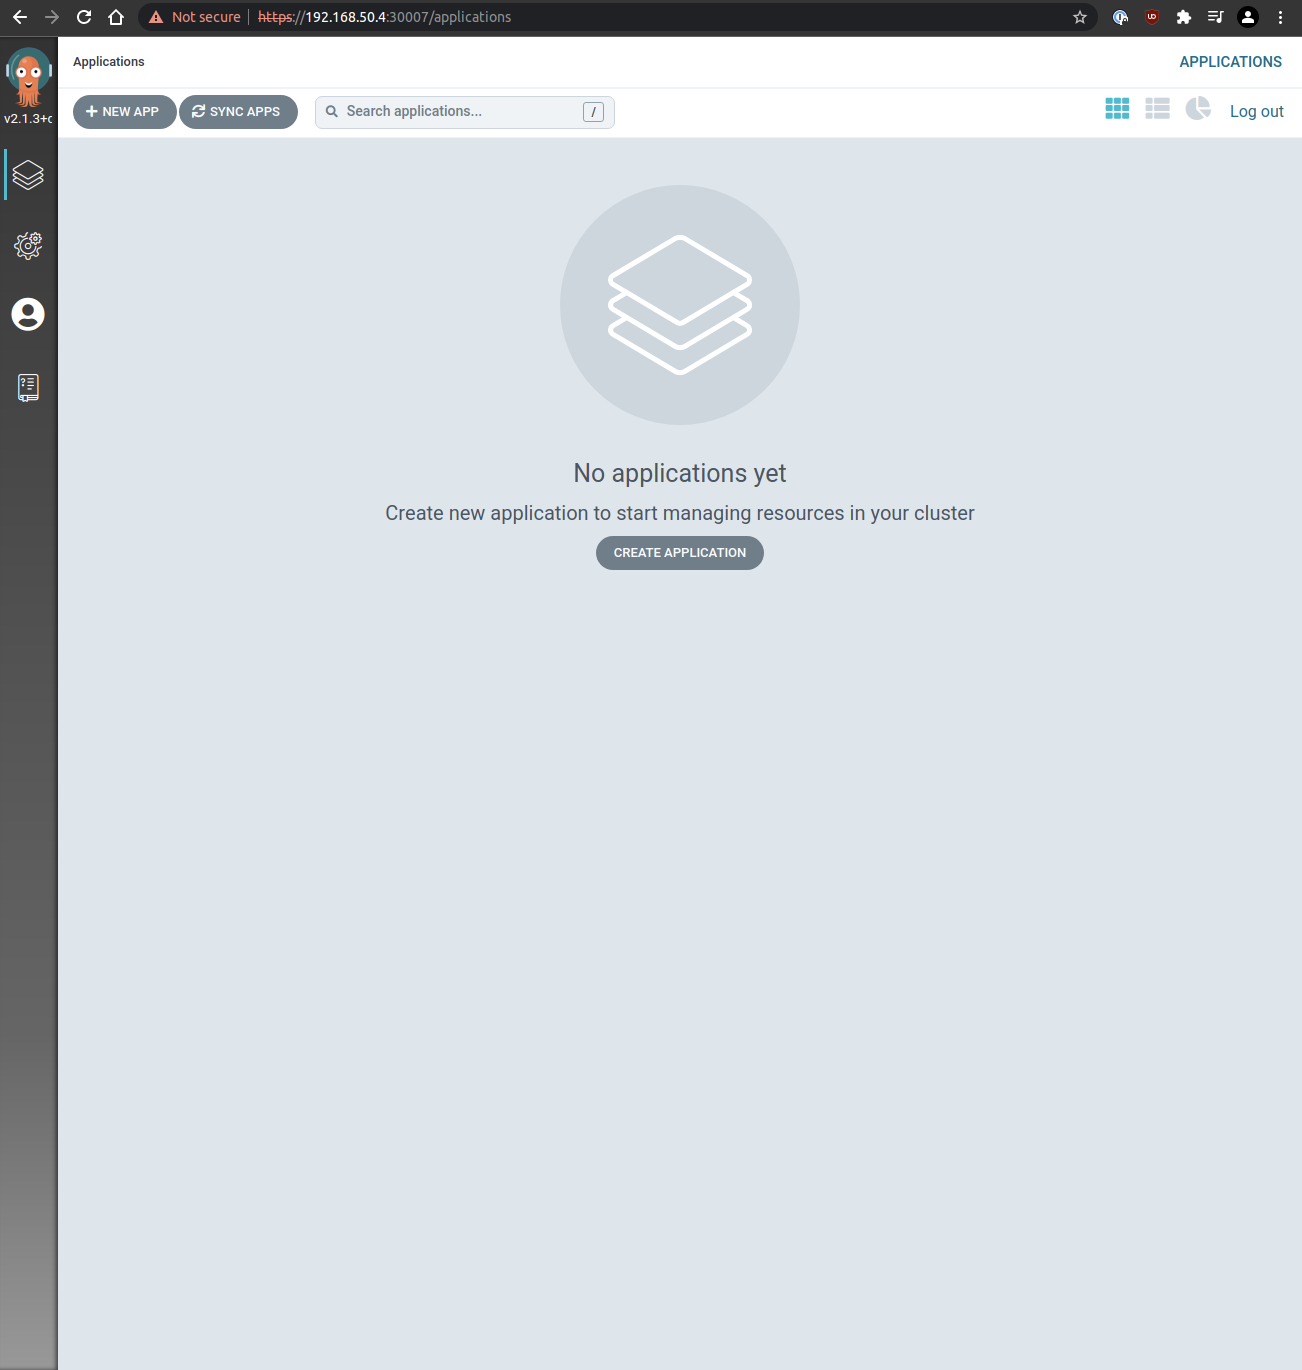 Not secure https://192.168.50.4:30007/applications
Applications
APPLICATIONS
v2.1.3+c
NEW APP
SYNC APPS
Search applications...
/
Log out
No applications yet
Create new application to start managing resources in your cluster
CREATE APPLICATION